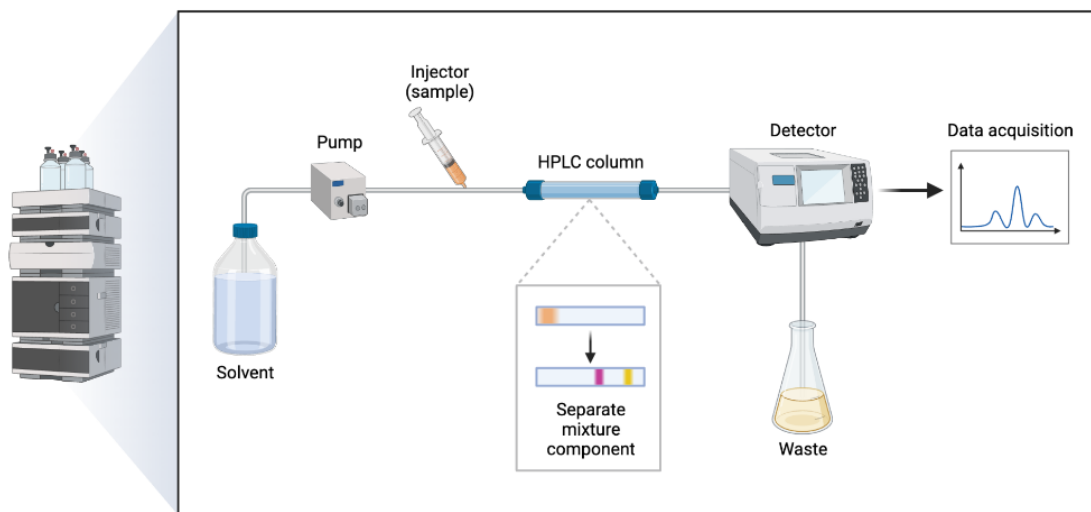 Injector
(sample)
Pump
HPLC column
Detector
Data acquisition
Solvent
Separate
mixture
component
Waste